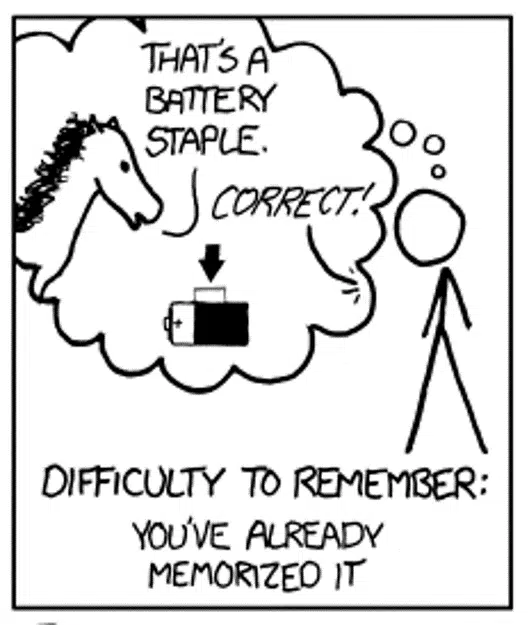 THAT'S A
BATTERY
STAPLE.
CORRECT!
+
DIFFICULTY TO REMEMBER:
YOU'VE ALREADY
MEMORIZED IT